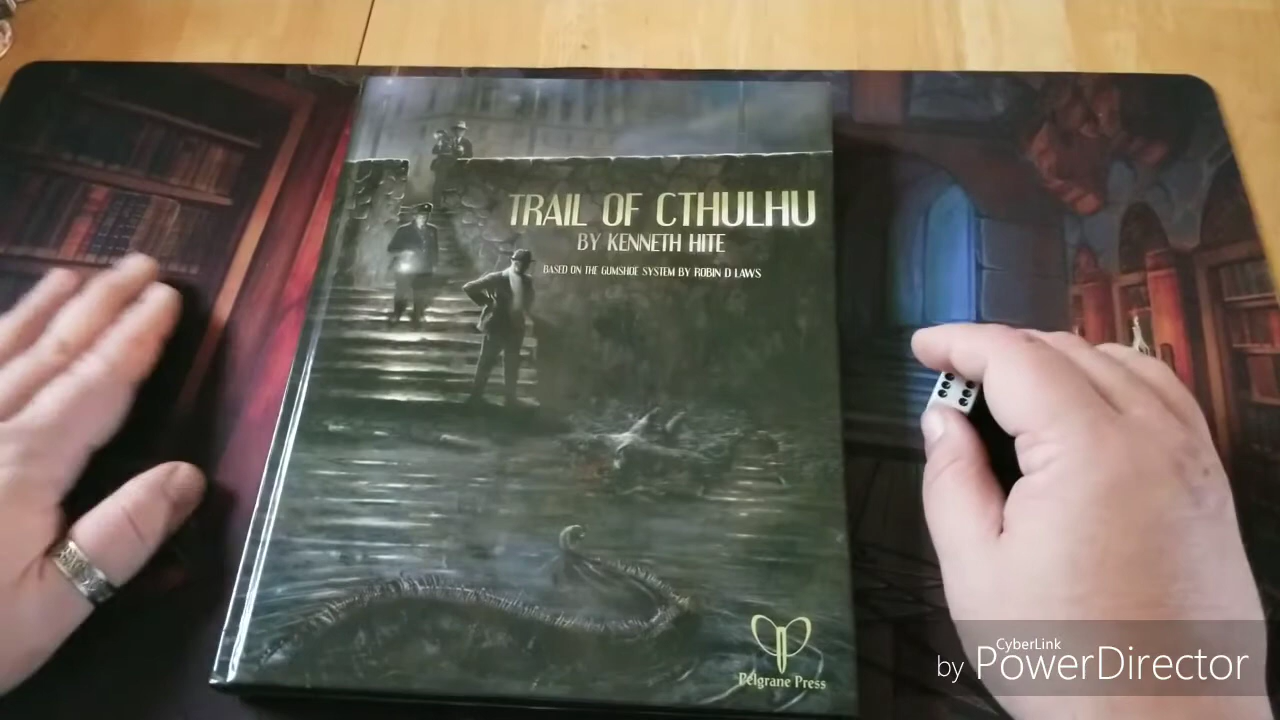 TRAIL OF CTHULHU
BY KENNETH HITE
BASED ON THE GUMSHOE SYSTEM BY ROBIN D LAWS
Pelgrane Press
CyberLink
by PowerDirector